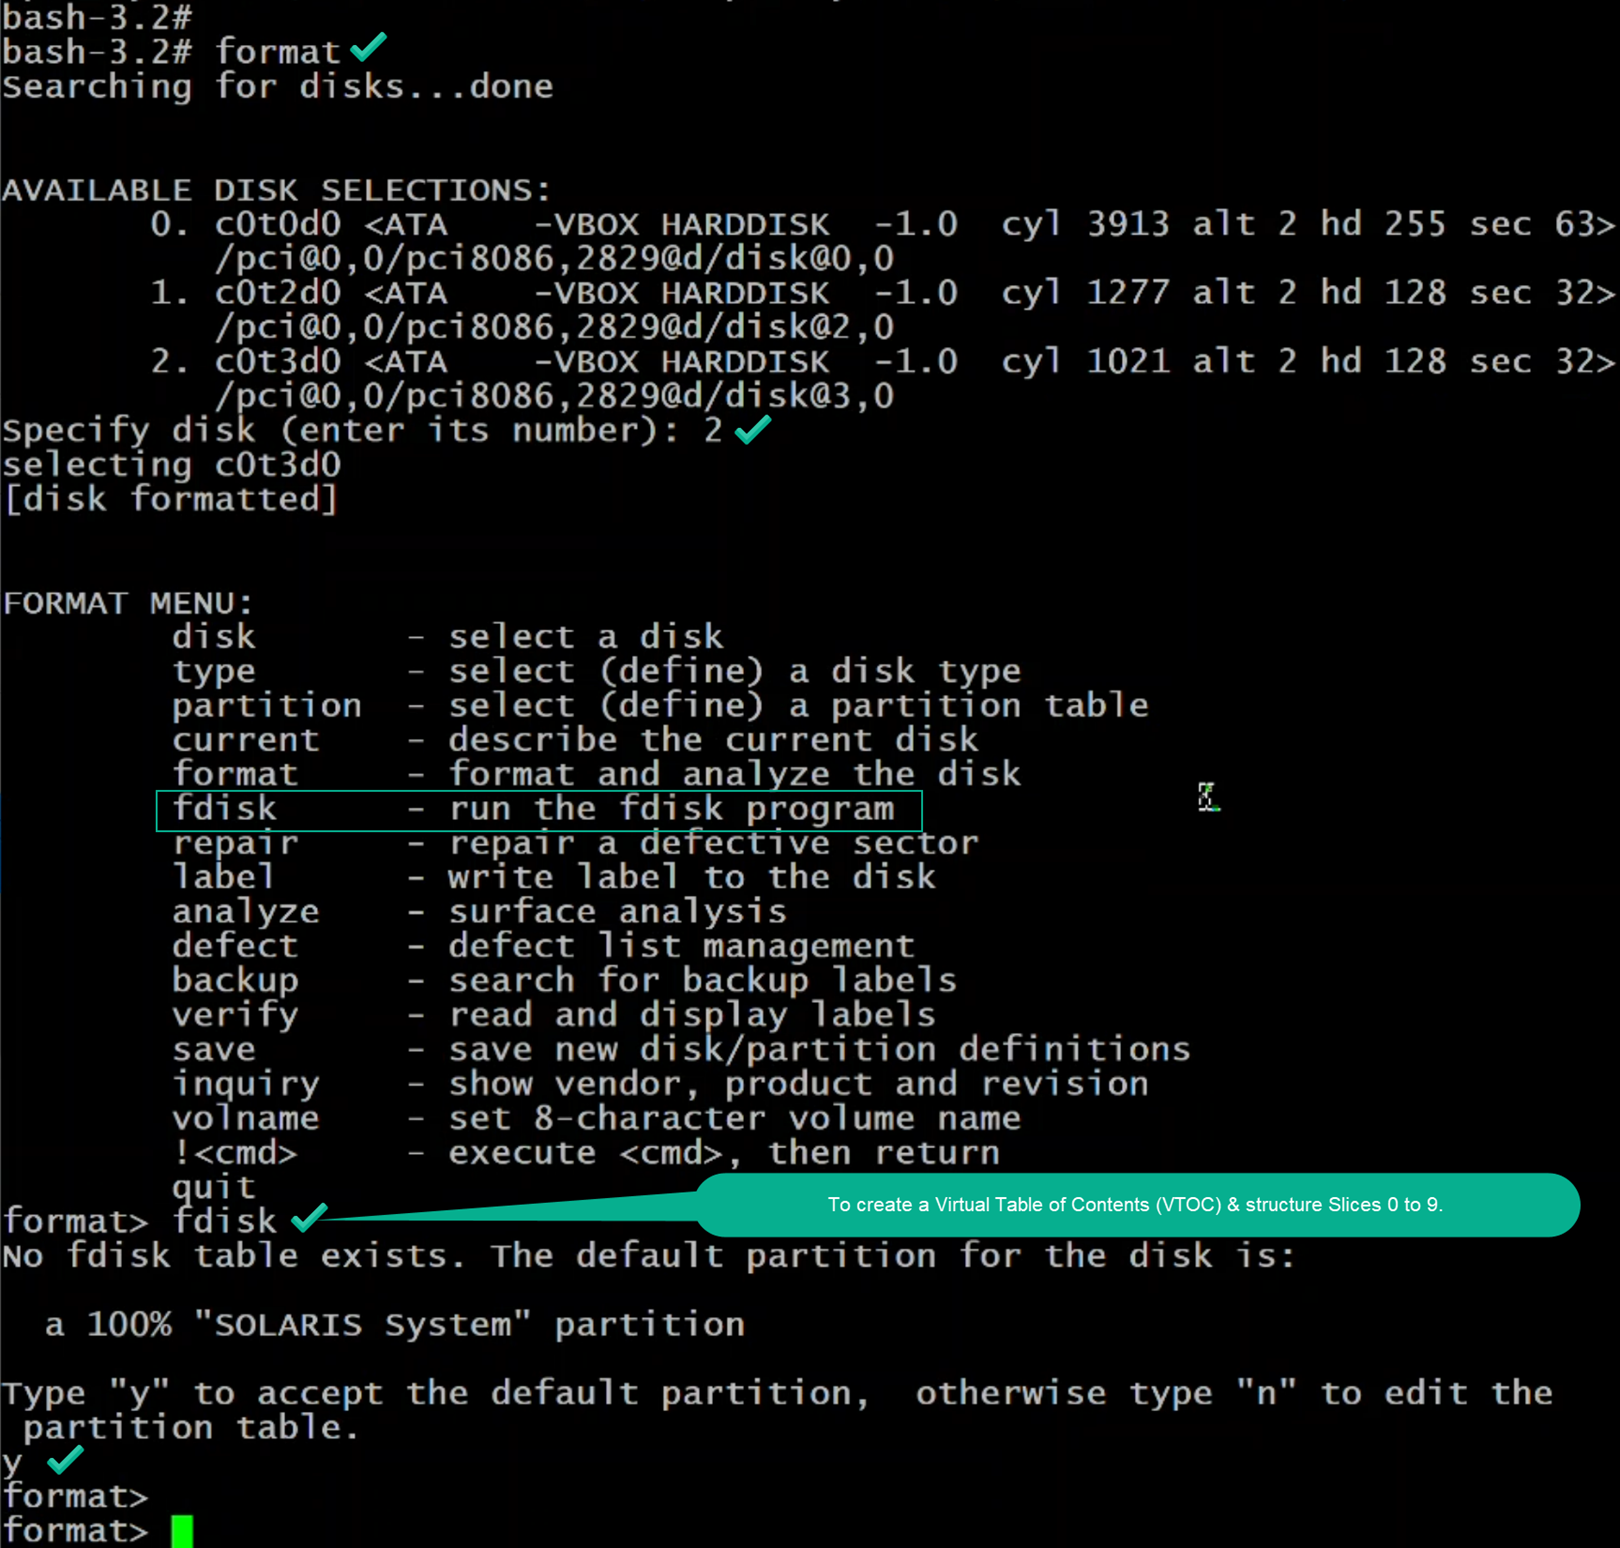 bash-3.2#
bash-3.2# format
Searching for disks...done
AVAILABLE DISK SELECTIONS:
0. c0t0d0 <ATA    -VBOX HARDDISK  -1.0  cyl 3913 alt 2 hd 255 sec 63>
/pci@0,0/pci8086,2829@d/disk@0,0
1. c0t2d0 <ATA    -VBOX HARDDISK  -1.0  cyl 1277 alt 2 hd 128 sec 32>
/pci@0,0/pci8086,2829@d/disk@2,0
2. c0t3d0 <ATA    -VBOX HARDDISK  -1.0  cyl 1021 alt 2 hd 128 sec 32>
/pci@0,0/pci8086,2829@d/disk@3,0
Specify disk (enter its number): 2
selecting c0t3d0
[disk formatted]
FORMAT MENU:
disk       - select a disk
type       - select (define) a disk type
partition  - select (define) a partition table
current    - describe the current disk
format     - format and analyze the disk
fdisk      - run the fdisk program
repair     - repair a defective sector
label      - write label to the disk
analyze    - surface analysis
defect     - defect list management
backup     - search for backup labels
verify     - read and display labels
save       - save new disk/partition definitions
inquiry    - show vendor, product and revision
volname    - set 8-character volume name
!<cmd>     - execute <cmd>, then return
quit
format> fdisk
To create a Virtual Table of Contents (VTOC) & structure Slices 0 to 9.
No fdisk table exists. The default partition for the disk is:
a 100% "SOLARIS System" partition
Type "y" to accept the default partition,  otherwise type "n" to edit the
partition table.
y
format>
format>